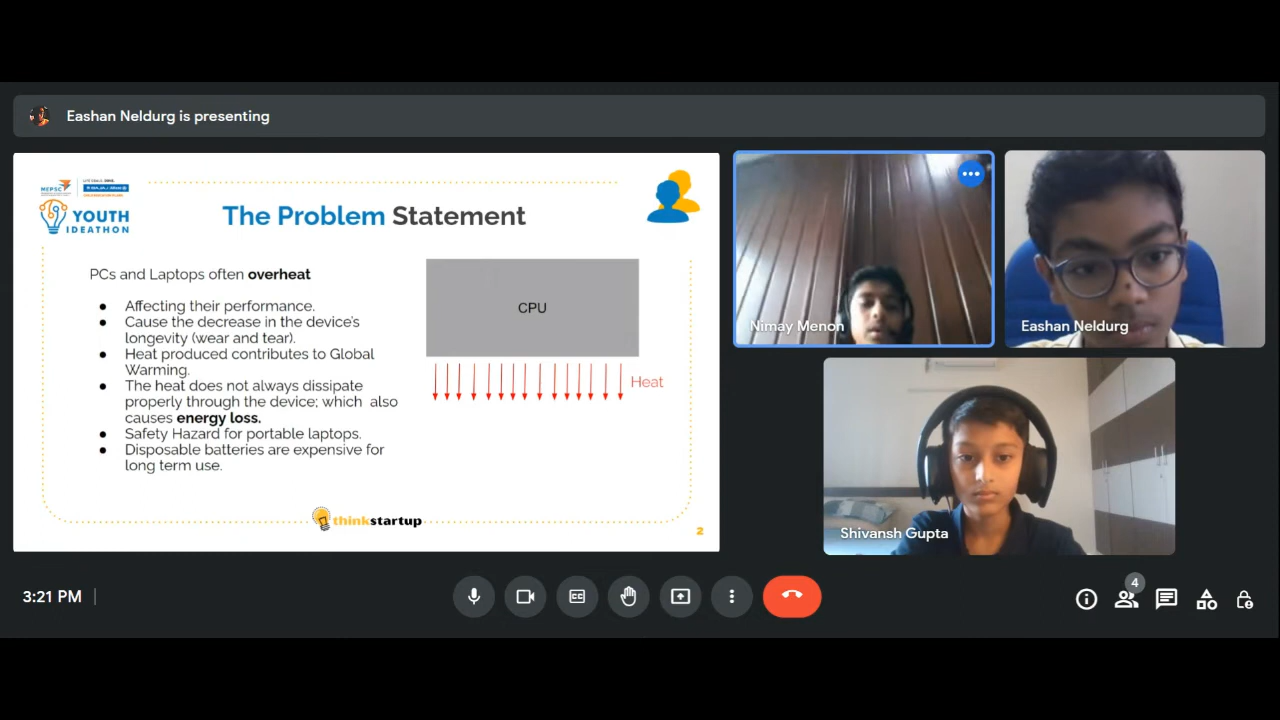 Eashan Neldurg is presenting
MEPSC
YOUTH
IDEATHON
The Problem Statement
PCs and Laptops often overheat
● Affecting their performance.
● Cause the decrease in the device's
longevity (wear and tear).
● Heat produced contributes to Global
Warming.
● The heat does not always dissipate
properly through the device; which also
causes energy loss.
● Safety Hazard for portable laptops.
● Disposable batteries are expensive for
long term use.
CPU
Heat
thinkstartup
2
Nimay Menon
Eashan Neldurg
Shivansh Gupta
3:21 PM
CC
4